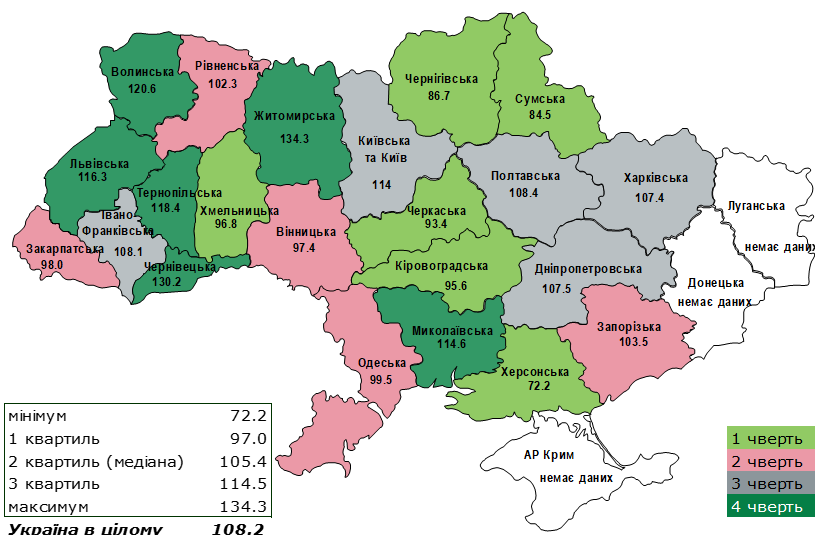 Волинська
120.6
Рівненська
102.3
Житомирська
134.3
Чернігівська
86.7
Сумська
84.5
Київська
та Київ
114
Львівська
116.3
Тернопільська
118.4
Хмельницька
96.8
Івано-
Франківська
108.1
Закарпатська
98.0
Чернівецька
130.2
Вінницька
97.4
Черкаська
93.4
Полтавська
108.4
Харківська
107.4
Луганська
немає даних
Кіровоградська
95.6
Дніпропетровська
107.5
Донецька
немає даних
Миколаївська
114.6
Запорізька
103.5
Одеська
99.5
Херсонська
72.2
АР Крим
немає даних
мінімум 72.2
1 квартиль 97.0
2 квартиль (медіана) 105.4
3 квартиль 114.5
максимум 134.3
Україна в цілому 108.2
1 чверть
2 чверть
3 чверть
4 чверть